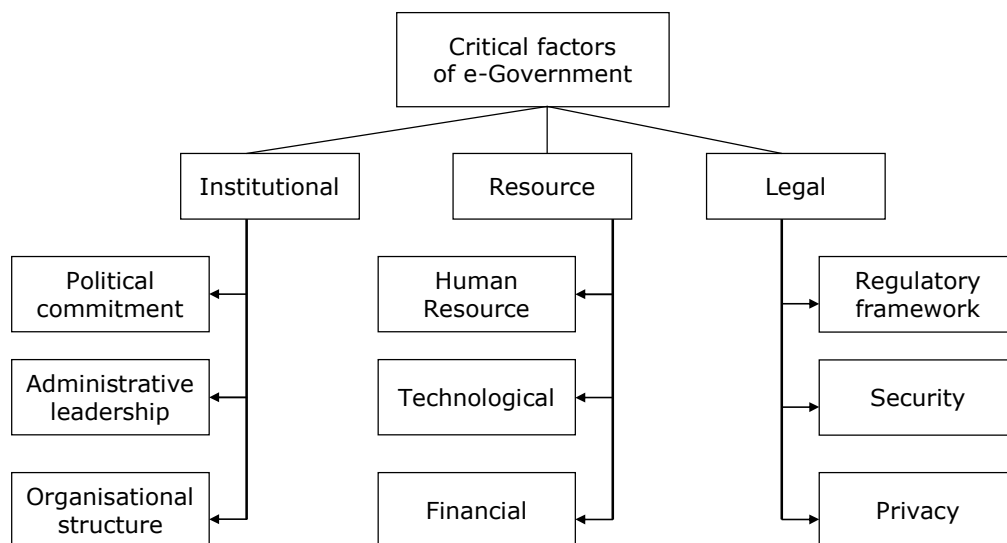 Critical factors
of e-Government
Institutional
Resource
Legal
Political
commitment
Human
Resource
Regulatory
framework
Administrative
leadership
Technological
Security
Organisational
structure
Financial
Privacy